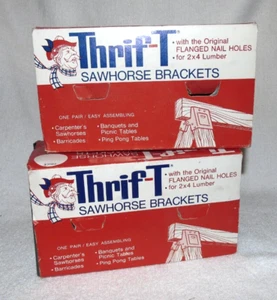 Thrif-T
• with the Original
FLANGED NAIL HOLES
• for 2x4 Lumber
SAWHORSE BRACKETS
ONE PAIR / EASY ASSEMBLING
• Carpenter's
Sawhorses
• Barricades
• Banquets and
Picnic Tables
• Ping Pong Tables
Thrif-T
• with the Original
FLANGED NAIL HOLES
• for 2x4 Lumber
SAWHORSE BRACKETS
ONE PAIR / EASY ASSEMBLING
• Carpenter's
Sawhorses
• Barricades
• Banquets and
Picnic Tables
• Ping Pong Tables